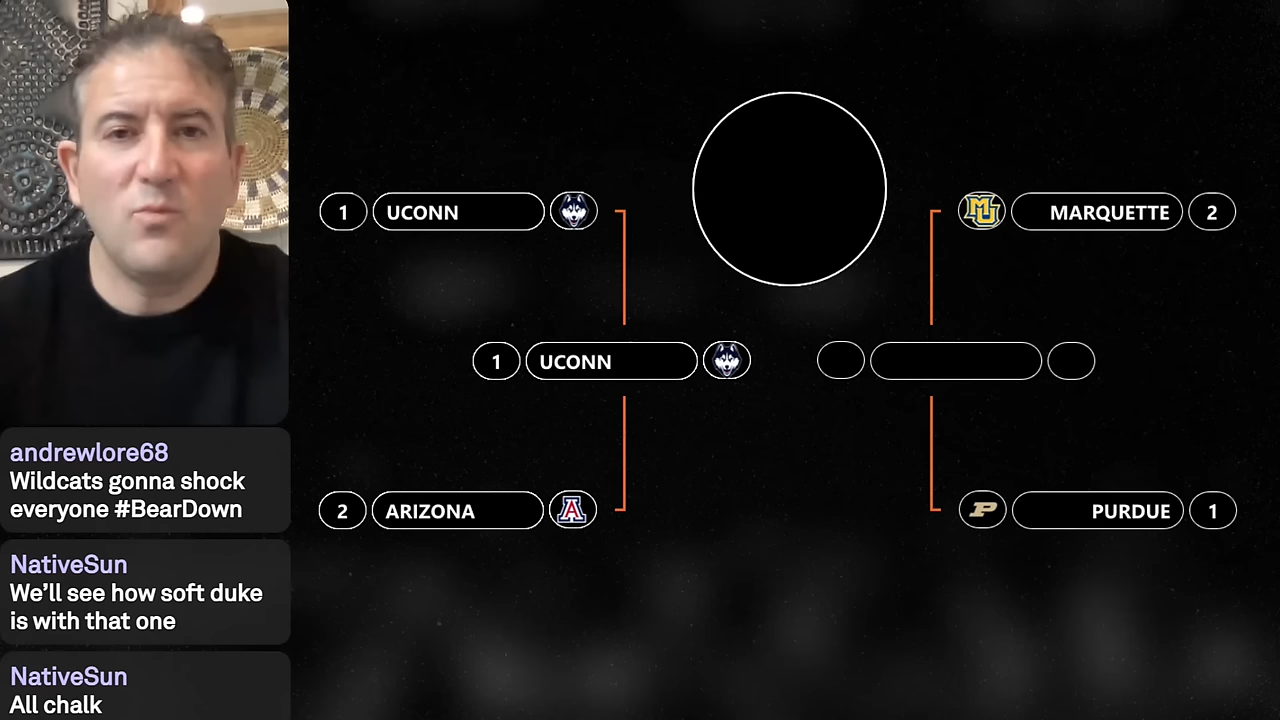 1 UCONN
MU MARQUETTE 2
1 UCONN
2 ARIZONA A
P PURDUE 1
andrewlore68
Wildcats gonna shock
everyone #BearDown
NativeSun
We'll see how soft duke
is with that one
NativeSun
All chalk